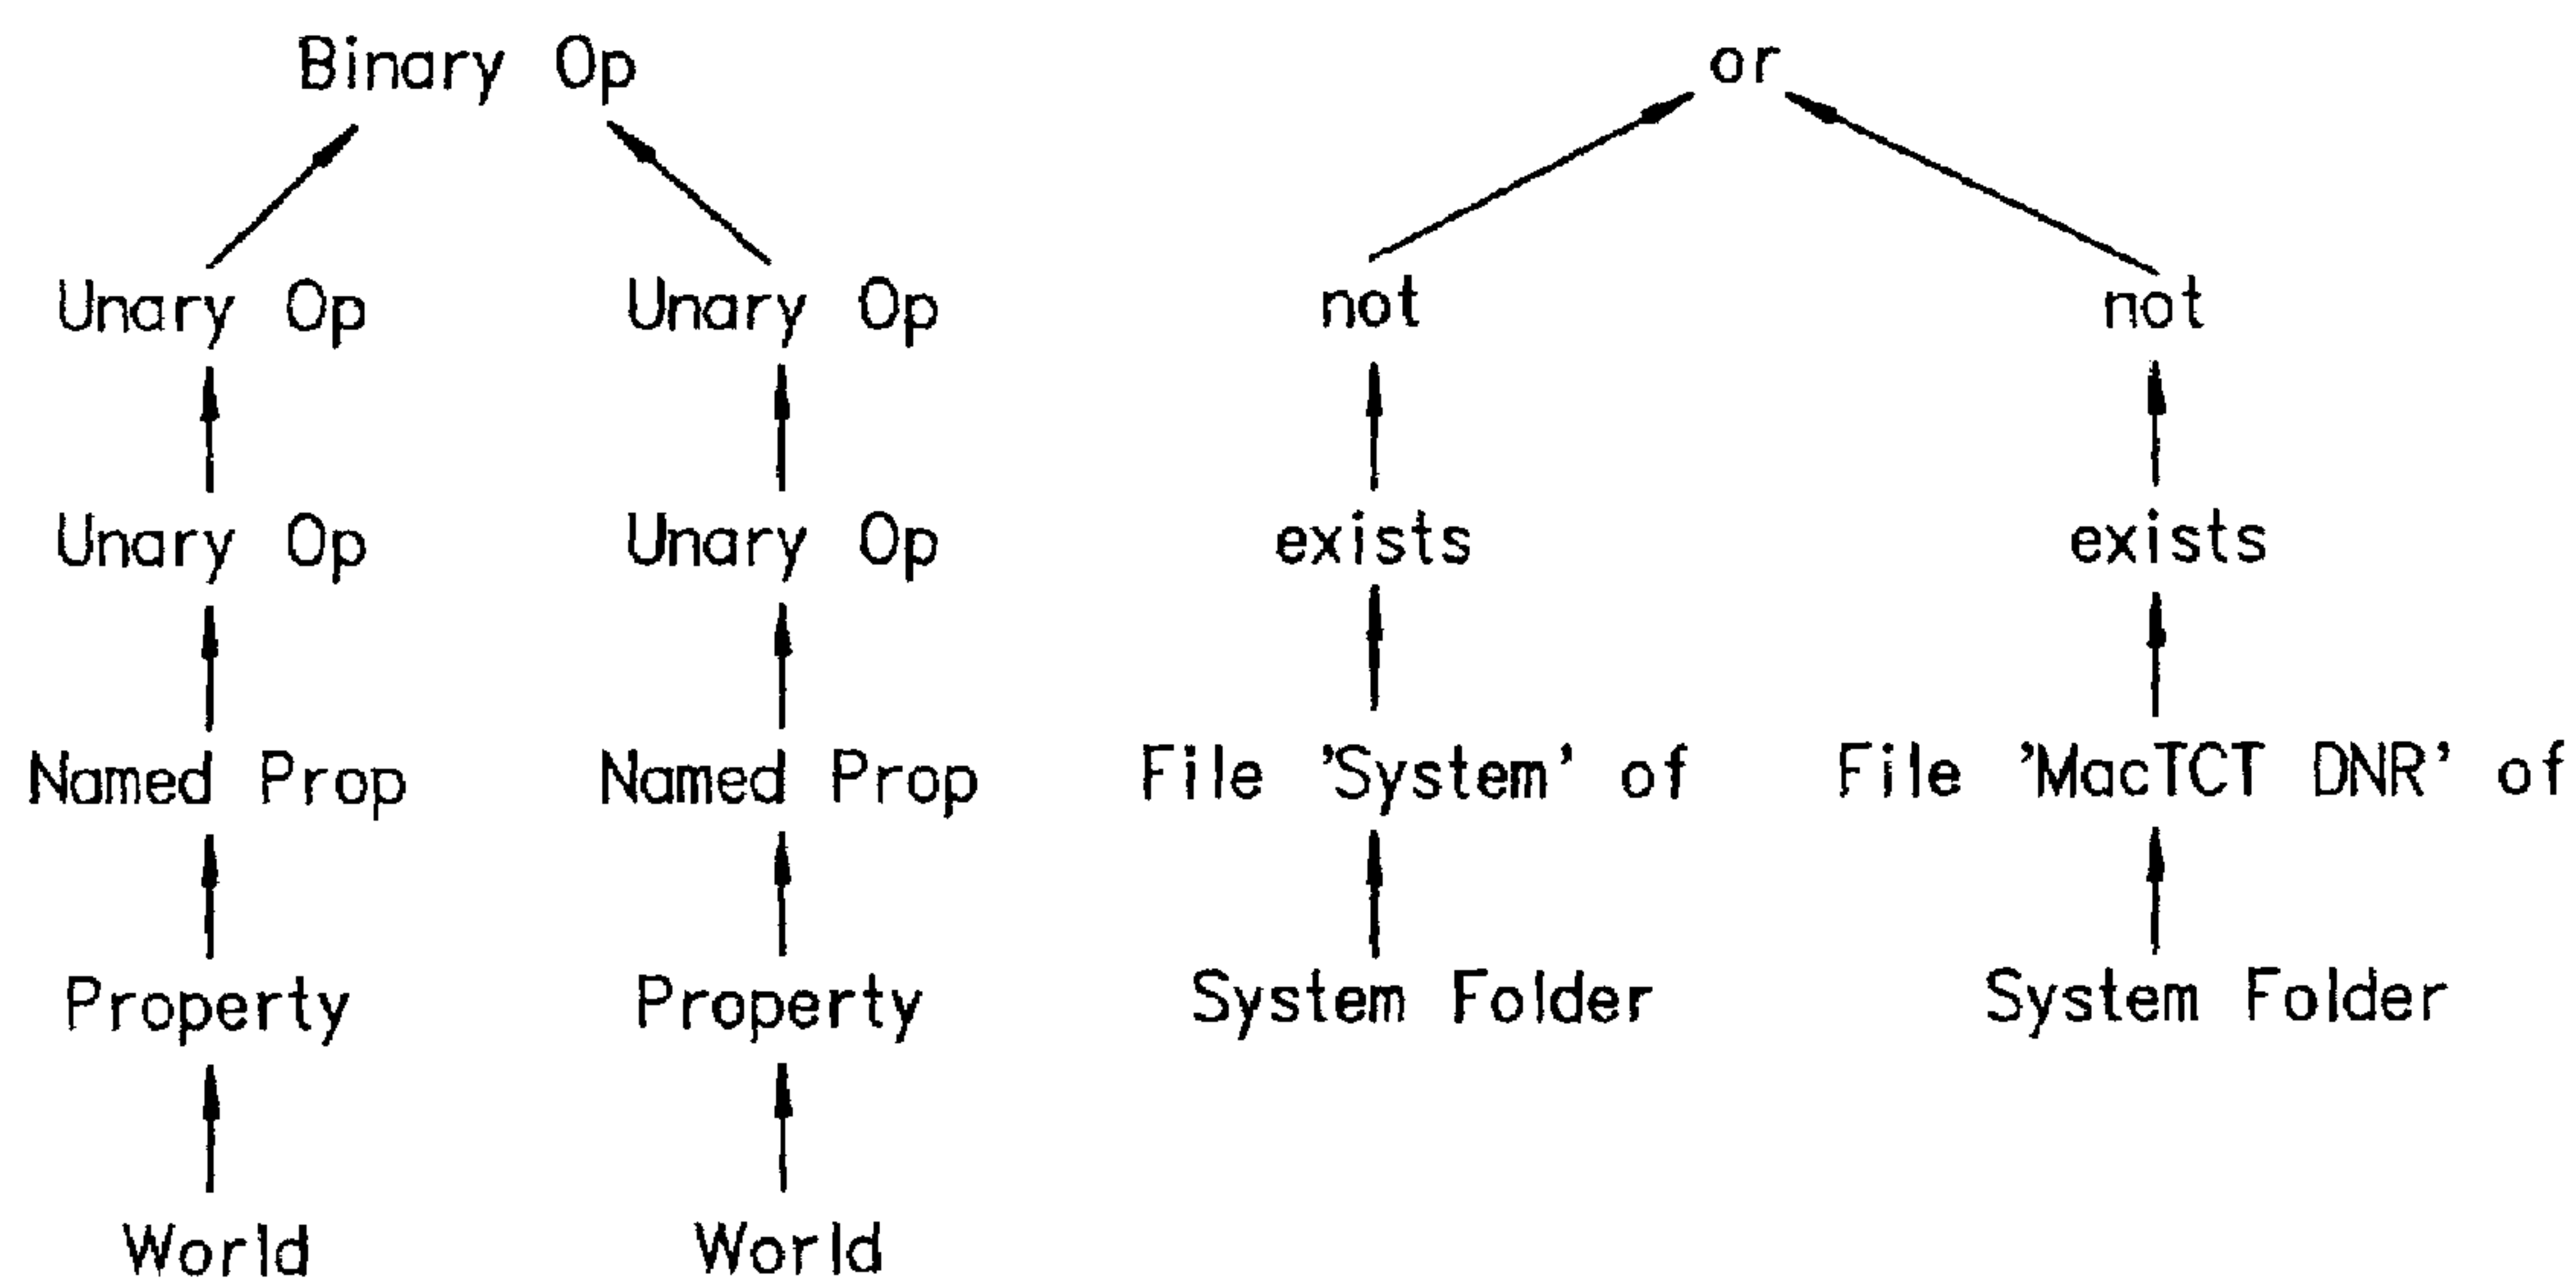 Binary Op or
Unary Op Unary Op not not
Unary Op Unary Op exists exists
Named Prop Named Prop File 'System' of File 'MacTCT DNR' of
Property Property System Folder System Folder
World World